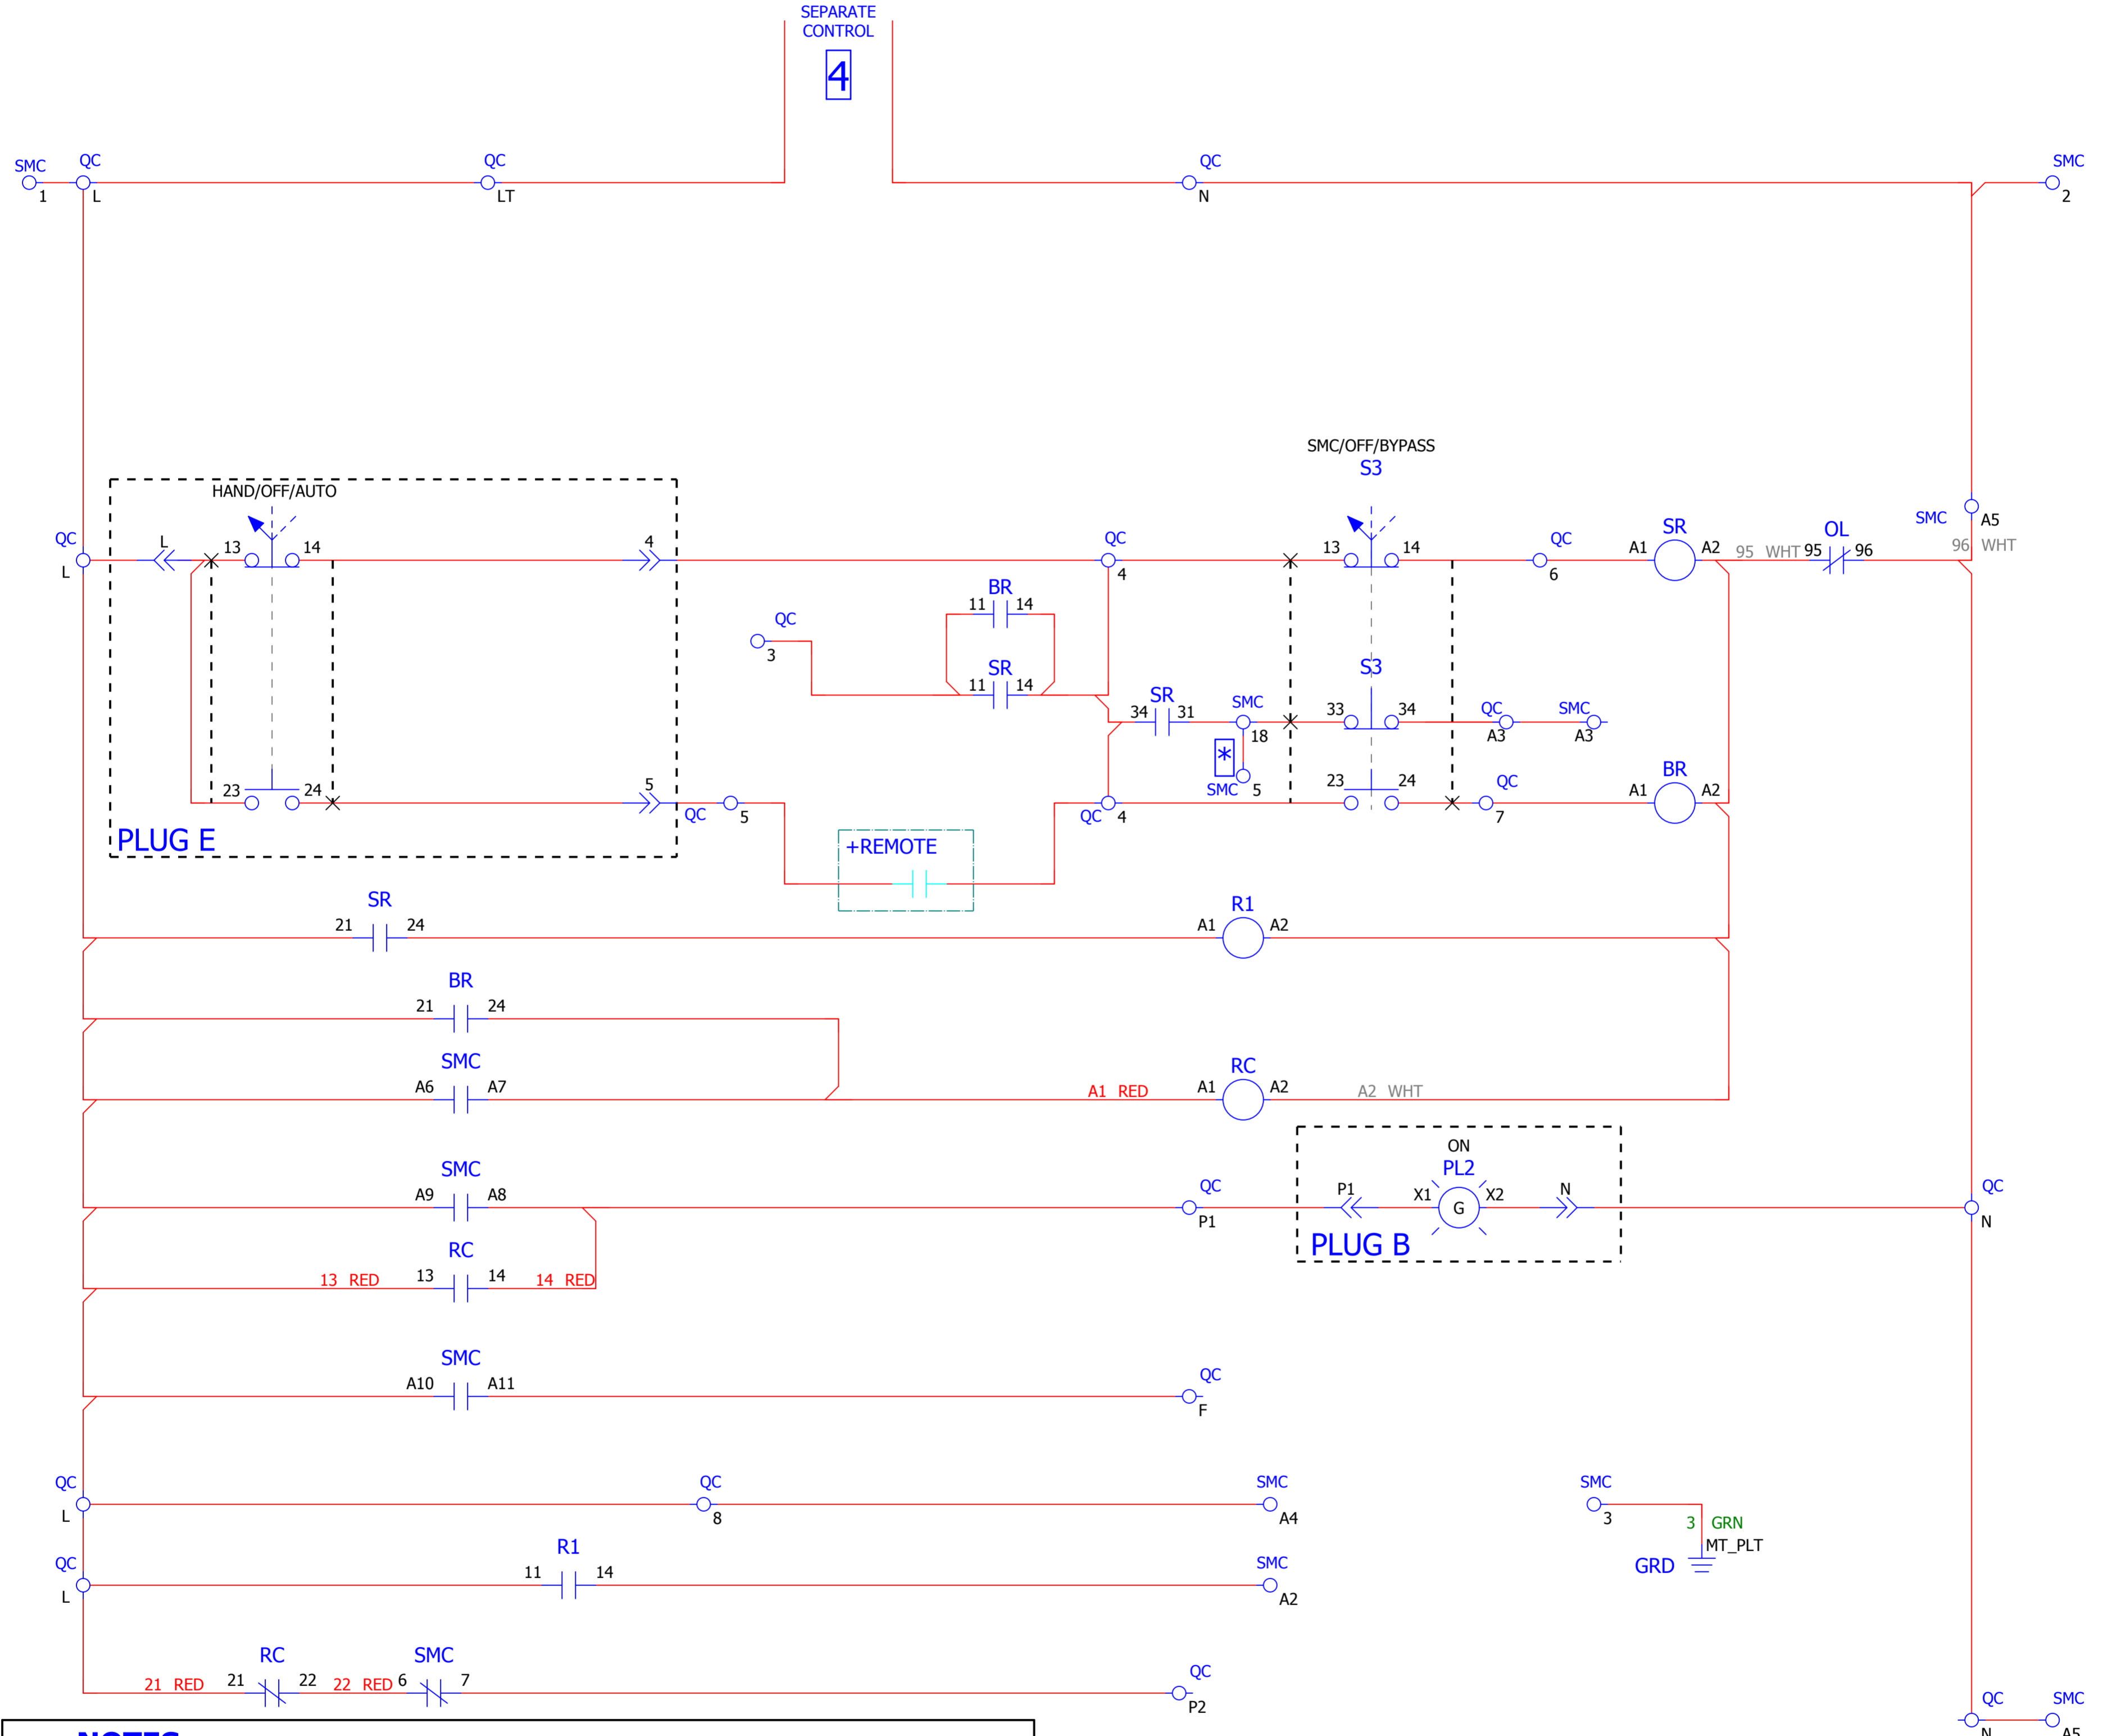 SEPARATE
CONTROL
4
SMC
QC
QC
QC
SMC
1
L
LT
N
2
SMC/OFF/BYPASS
S3
HAND/OFF/AUTO
QC
L
L
13
14
4
QC
4
13
14
QC
6
SR
A1
A2
95 WHT
95
OL
96
SMC
A5
96 WHT
BR
11
14
QC
3
SR
11
14
SR
34
31
SMC
18
S3
33
34
QC
A3
SMC
A3
*
SMC
5
23
24
5
QC
5
QC
4
23
24
QC
7
BR
A1
A2
PLUG E
+REMOTE
SR
21
24
R1
A1
A2
BR
21
24
SMC
A6
A7
A1 RED
RC
A1
A2
A2 WHT
SMC
A9
A8
QC
P1
ON
PL2
P1
X1
G
X2
N
PLUG B
QC
N
RC
13 RED
13
14
14 RED
SMC
A10
A11
QC
F
QC
L
QC
8
SMC
A4
SMC
3
3 GRN
MT_PLT
GRD
QC
L
R1
11
14
SMC
A2
RC
21 RED
21
22
22 RED
SMC
6
7
QC
P2
QC
N
SMC
A5
NOTES